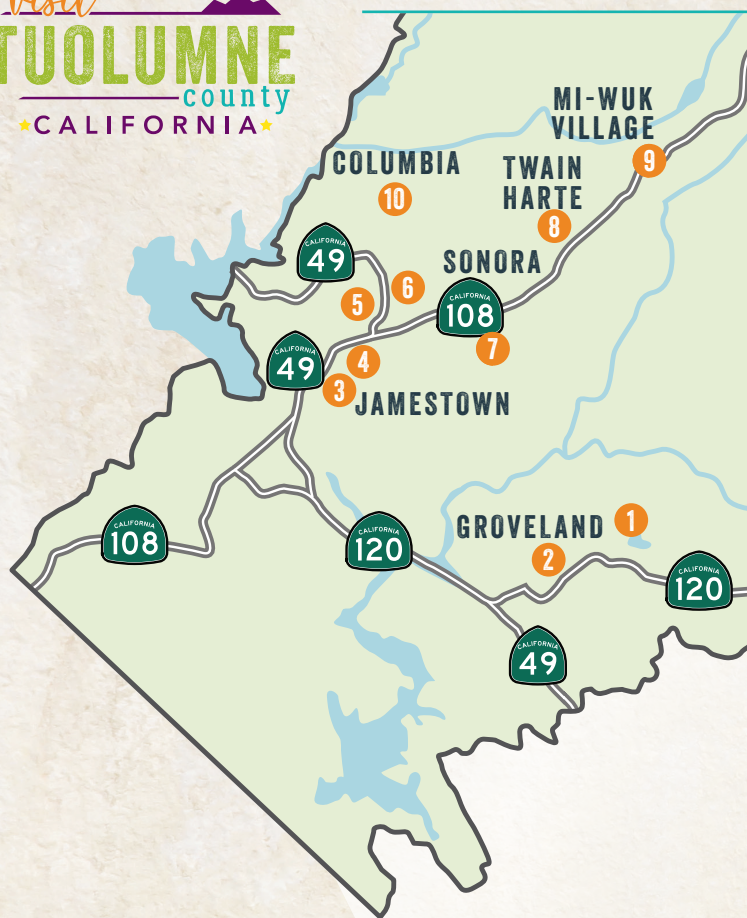 visit
TUOLUMNE
county
CALIFORNIA
MI-WUK
VILLAGE
9
COLUMBIA
10
TWAIN
HARTE
8
CALIFORNIA
49
SONORA
6
5
CALIFORNIA
108
7
CALIFORNIA
49
4
3
JAMESTOWN
CALIFORNIA
108
CALIFORNIA
120
GROVELAND
1
2
CALIFORNIA
120
CALIFORNIA
49